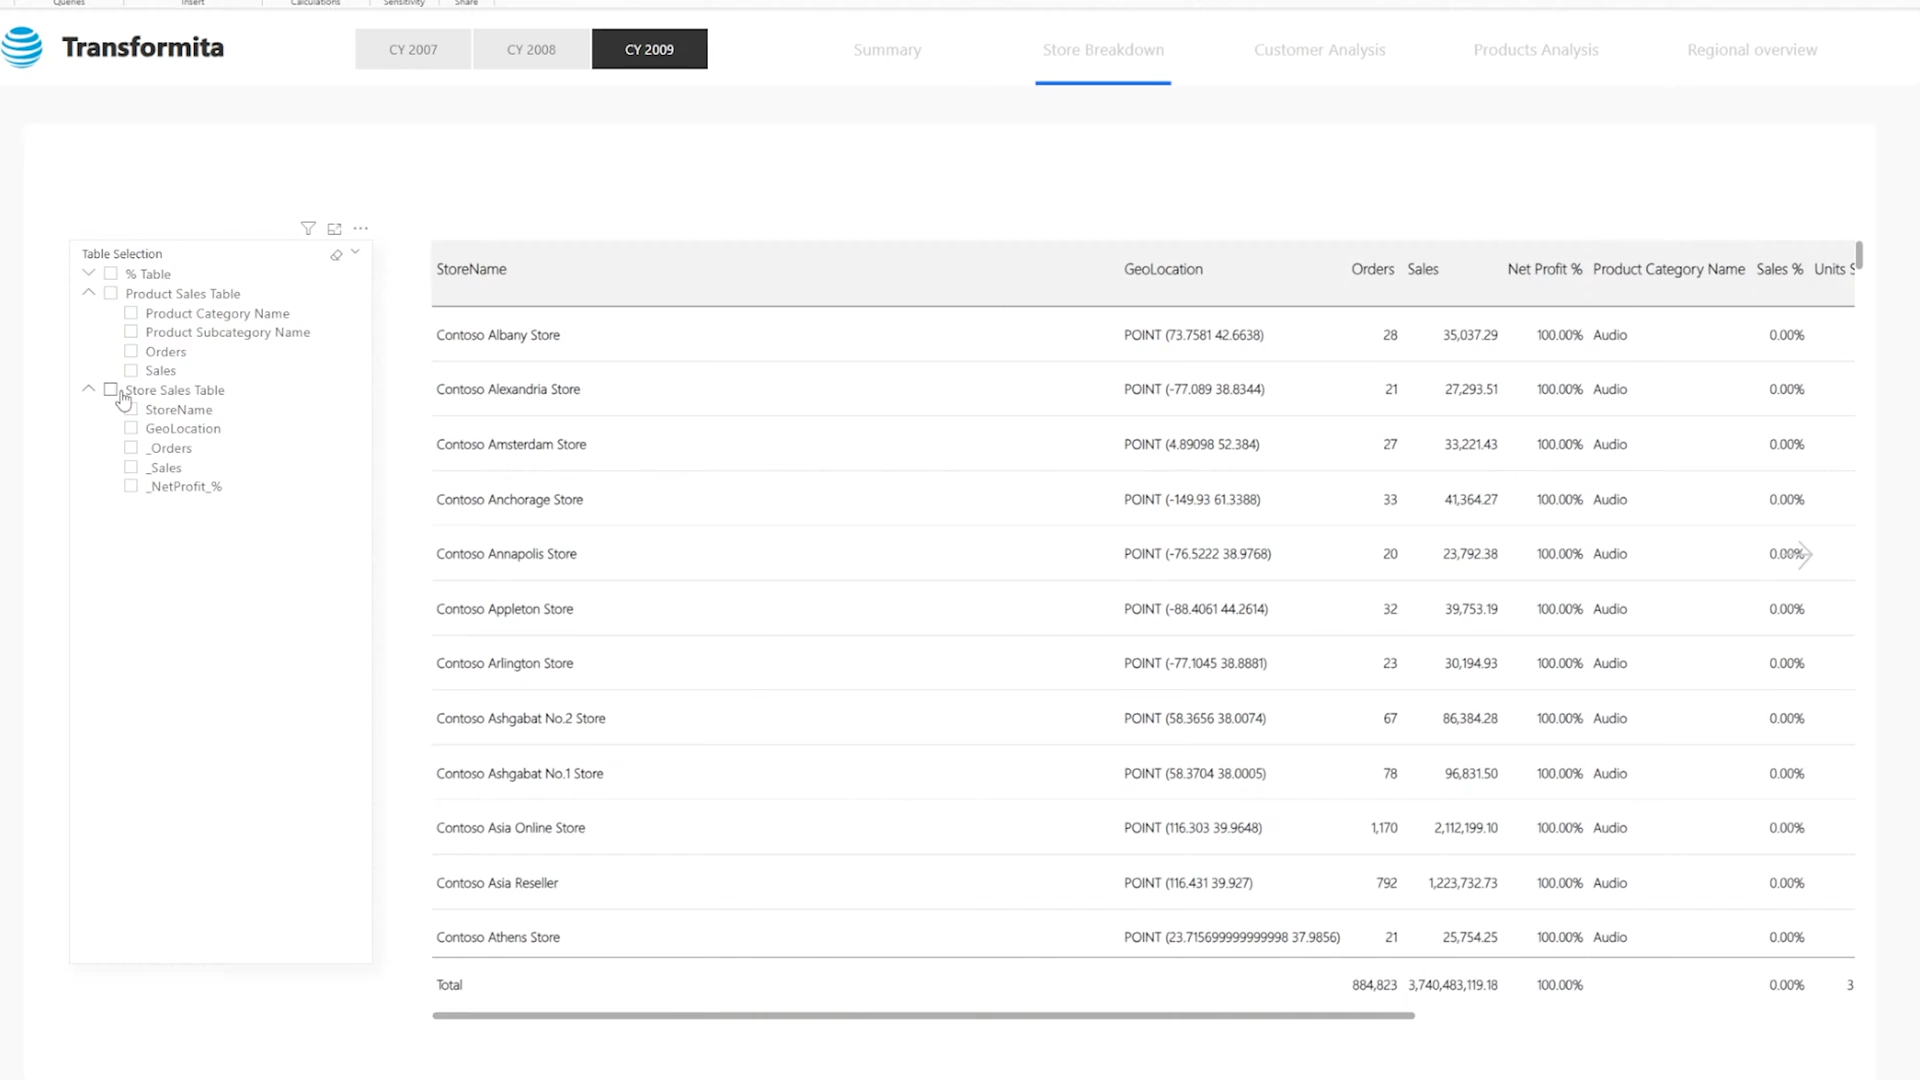 Queries Insert Calculations Sensitivity Share
Transformita CY 2007 CY 2008 CY 2009 Summary Store Breakdown Customer Analysis Products Analysis Regional overview
Table Selection
% Table
Product Sales Table
Product Category Name
Product Subcategory Name
Orders
Sales
Store Sales Table
StoreName
GeoLocation
_Orders
_Sales
_NetProfit_%
StoreName GeoLocation Orders Sales Net Profit % Product Category Name Sales % Units S
Contoso Albany Store POINT (73.7581 42.6638) 28 35,037.29 100.00% Audio 0.00%
Contoso Alexandria Store POINT (-77.089 38.8344) 21 27,293.51 100.00% Audio 0.00%
Contoso Amsterdam Store POINT (4.89098 52.384) 27 33,221.43 100.00% Audio 0.00%
Contoso Anchorage Store POINT (-149.93 61.3388) 33 41,364.27 100.00% Audio 0.00%
Contoso Annapolis Store POINT (-76.5222 38.9768) 20 23,792.38 100.00% Audio 0.00%
Contoso Appleton Store POINT (-88.4061 44.2614) 32 39,753.19 100.00% Audio 0.00%
Contoso Arlington Store POINT (-77.1045 38.8881) 23 30,194.93 100.00% Audio 0.00%
Contoso Ashgabat No.2 Store POINT (58.3656 38.0074) 67 86,384.28 100.00% Audio 0.00%
Contoso Ashgabat No.1 Store POINT (58.3704 38.0005) 78 96,831.50 100.00% Audio 0.00%
Contoso Asia Online Store POINT (116.303 39.9648) 1,170 2,112,199.10 100.00% Audio 0.00%
Contoso Asia Reseller POINT (116.431 39.927) 792 1,223,732.73 100.00% Audio 0.00%
Contoso Athens Store POINT (23.715699999999998 37.9856) 21 25,754.25 100.00% Audio 0.00%
Total 884,823 3,740,483,119.18 100.00% 0.00% 3